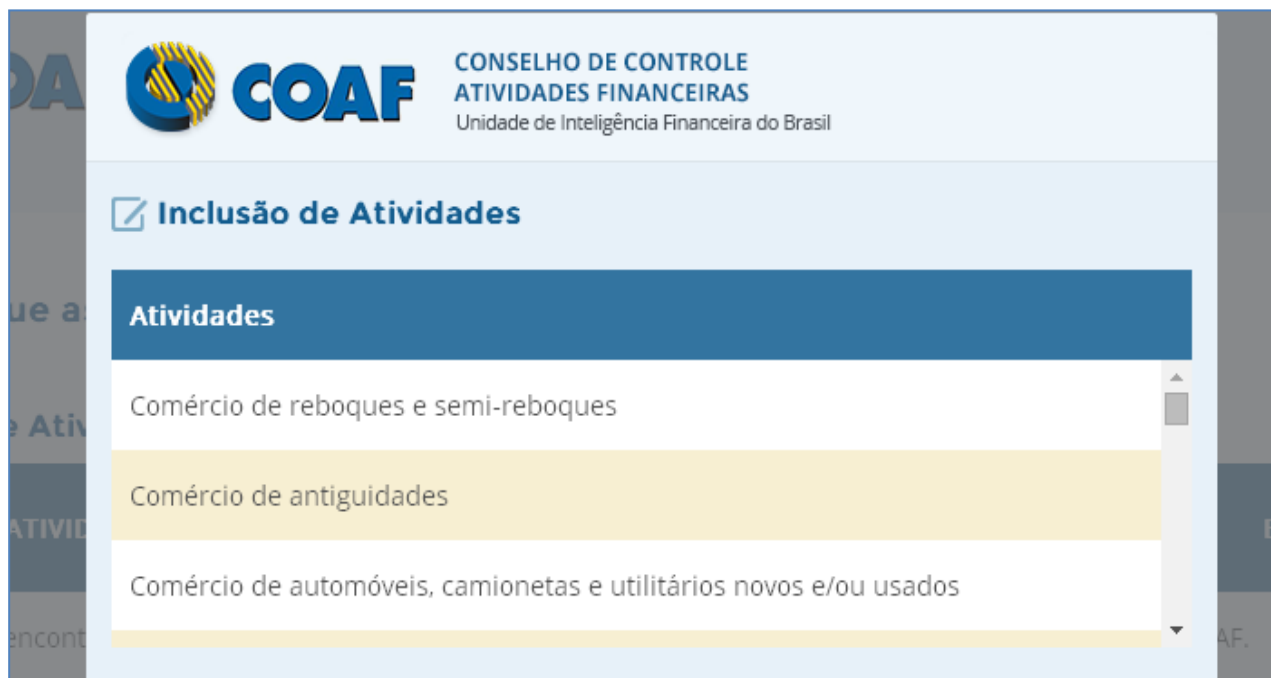 COAF
CONSELHO DE CONTROLE
ATIVIDADES FINANCEIRAS
Unidade de Inteligência Financeira do Brasil
Inclusão de Atividades
Atividades
Comércio de reboques e semi-reboques
Comércio de antiguidades
Comércio de automóveis, camionetas e utilitários novos e/ou usados